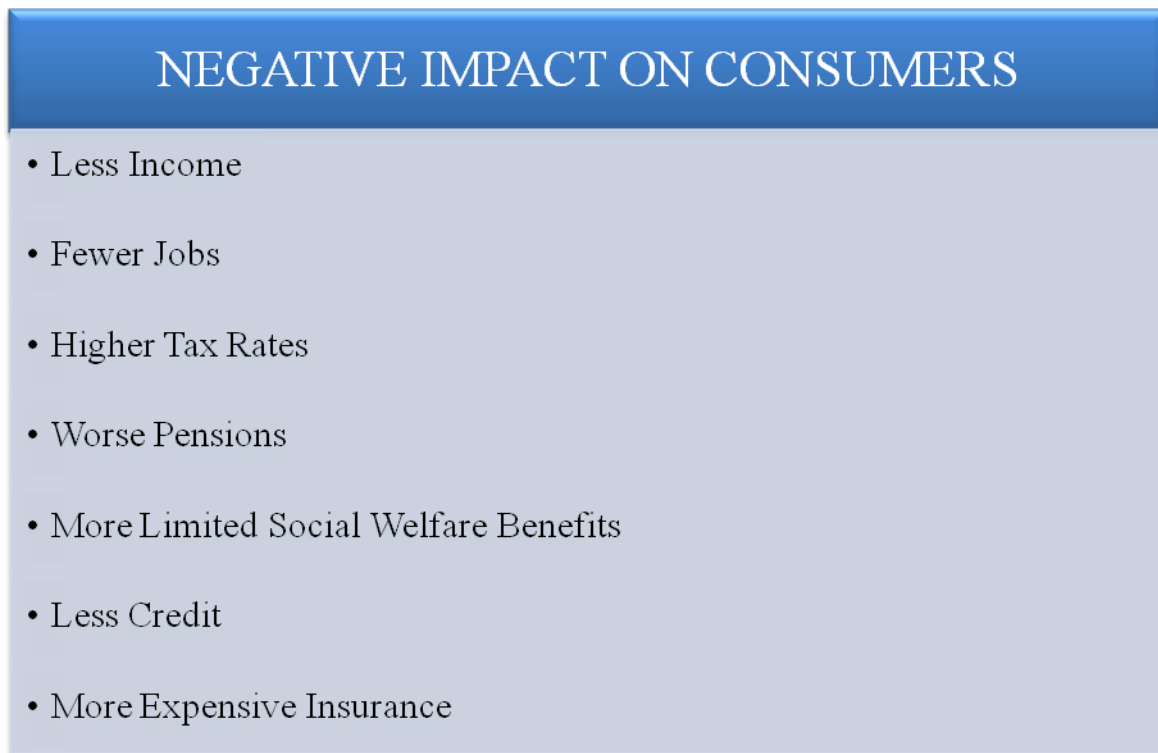 NEGATIVE IMPACT ON CONSUMERS
• Less Income
• Fewer Jobs
• Higher Tax Rates
• Worse Pensions
• More Limited Social Welfare Benefits
• Less Credit
• More Expensive Insurance